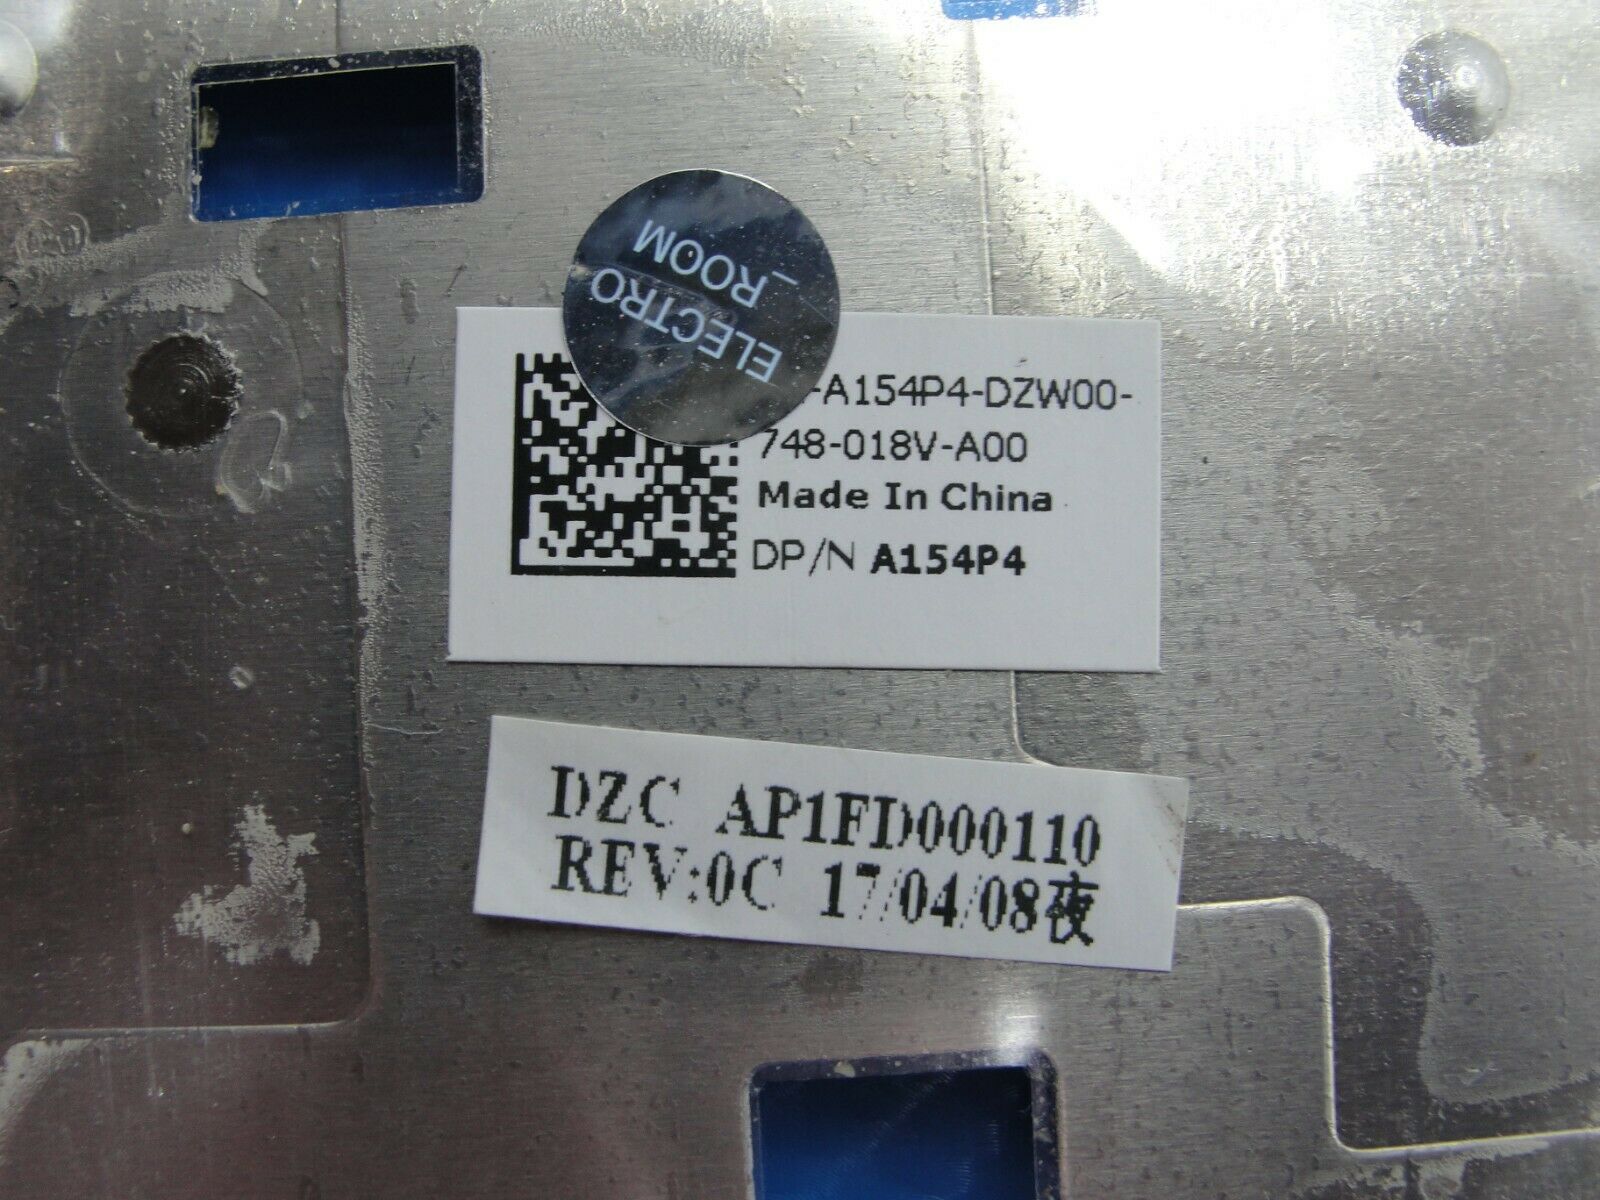 ELECTRO
_ROOM
-A154P4-DZW00-
748-018V-A00
Made In China
DP/N A154P4
DZC AP1FD000110
REV:0C 17/04/08夜